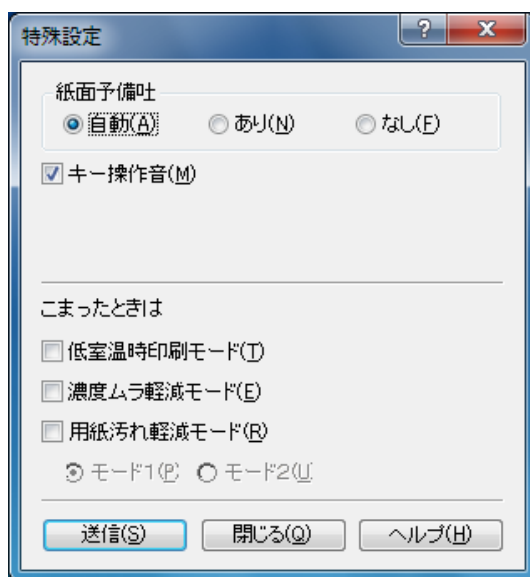 特殊設定
紙面予備吐
自動(A) あり(N) なし(F)
キー操作音(M)
こまったときは
低室温時印刷モード(T)
濃度ムラ軽減モード(E)
用紙汚れ軽減モード(R)
モード1(P) モード2(U)
送信(S) 閉じる(Q) ヘルプ(H)